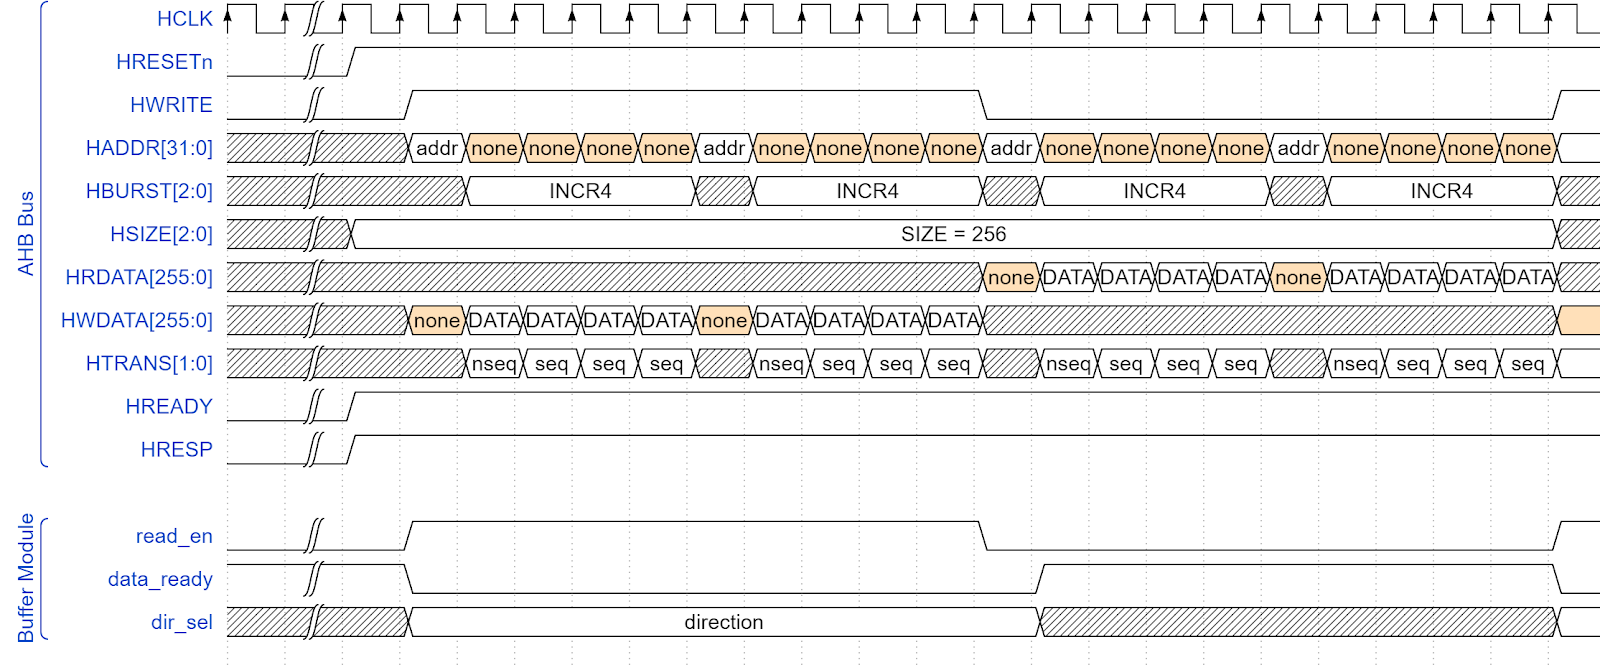 HCLK
HRESETn
HWRITE
HADDR[31:0] addr none none none none addr none none none none addr none none none none addr none none none none
HBURST[2:0] INCR4 INCR4 INCR4 INCR4
HSIZE[2:0] SIZE = 256
HRDATA[255:0] none DATA DATA DATA DATA none DATA DATA DATA DATA
HWDATA[255:0] none DATA DATA DATA DATA none DATA DATA DATA DATA
HTRANS[1:0] nseq seq seq seq nseq seq seq seq nseq seq seq seq nseq seq seq seq
HREADY
HRESP
AHB Bus
read_en
data_ready
dir_sel direction
Buffer Module